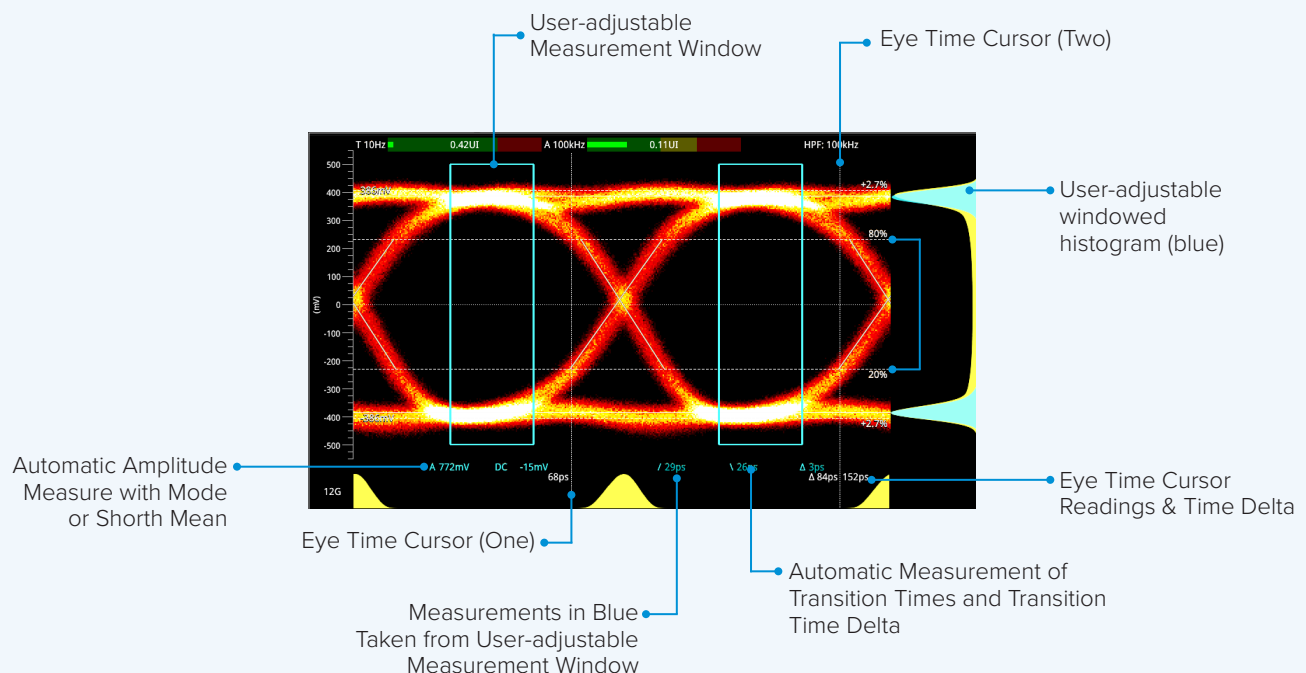 User-adjustable
Measurement Window
Eye Time Cursor (Two)
T 10Hz 0.42UI A 100kHz 0.11UI HPF: 100kHz
500
400
300
200
100
0
-100
-200
-300
-400
-500
(mV)
386mV
+2.7%
80%
20%
+2.7%
User-adjustable
windowed
histogram (blue)
A 772mV DC -15mV / 29ps \ 26ps Δ 3ps
68ps Δ 84ps 152ps
12G
Automatic Amplitude
Measure with Mode
or Shorth Mean
Eye Time Cursor
Readings & Time Delta
Eye Time Cursor (One)
Automatic Measurement of
Transition Times and Transition
Time Delta
Measurements in Blue
Taken from User-adjustable
Measurement Window